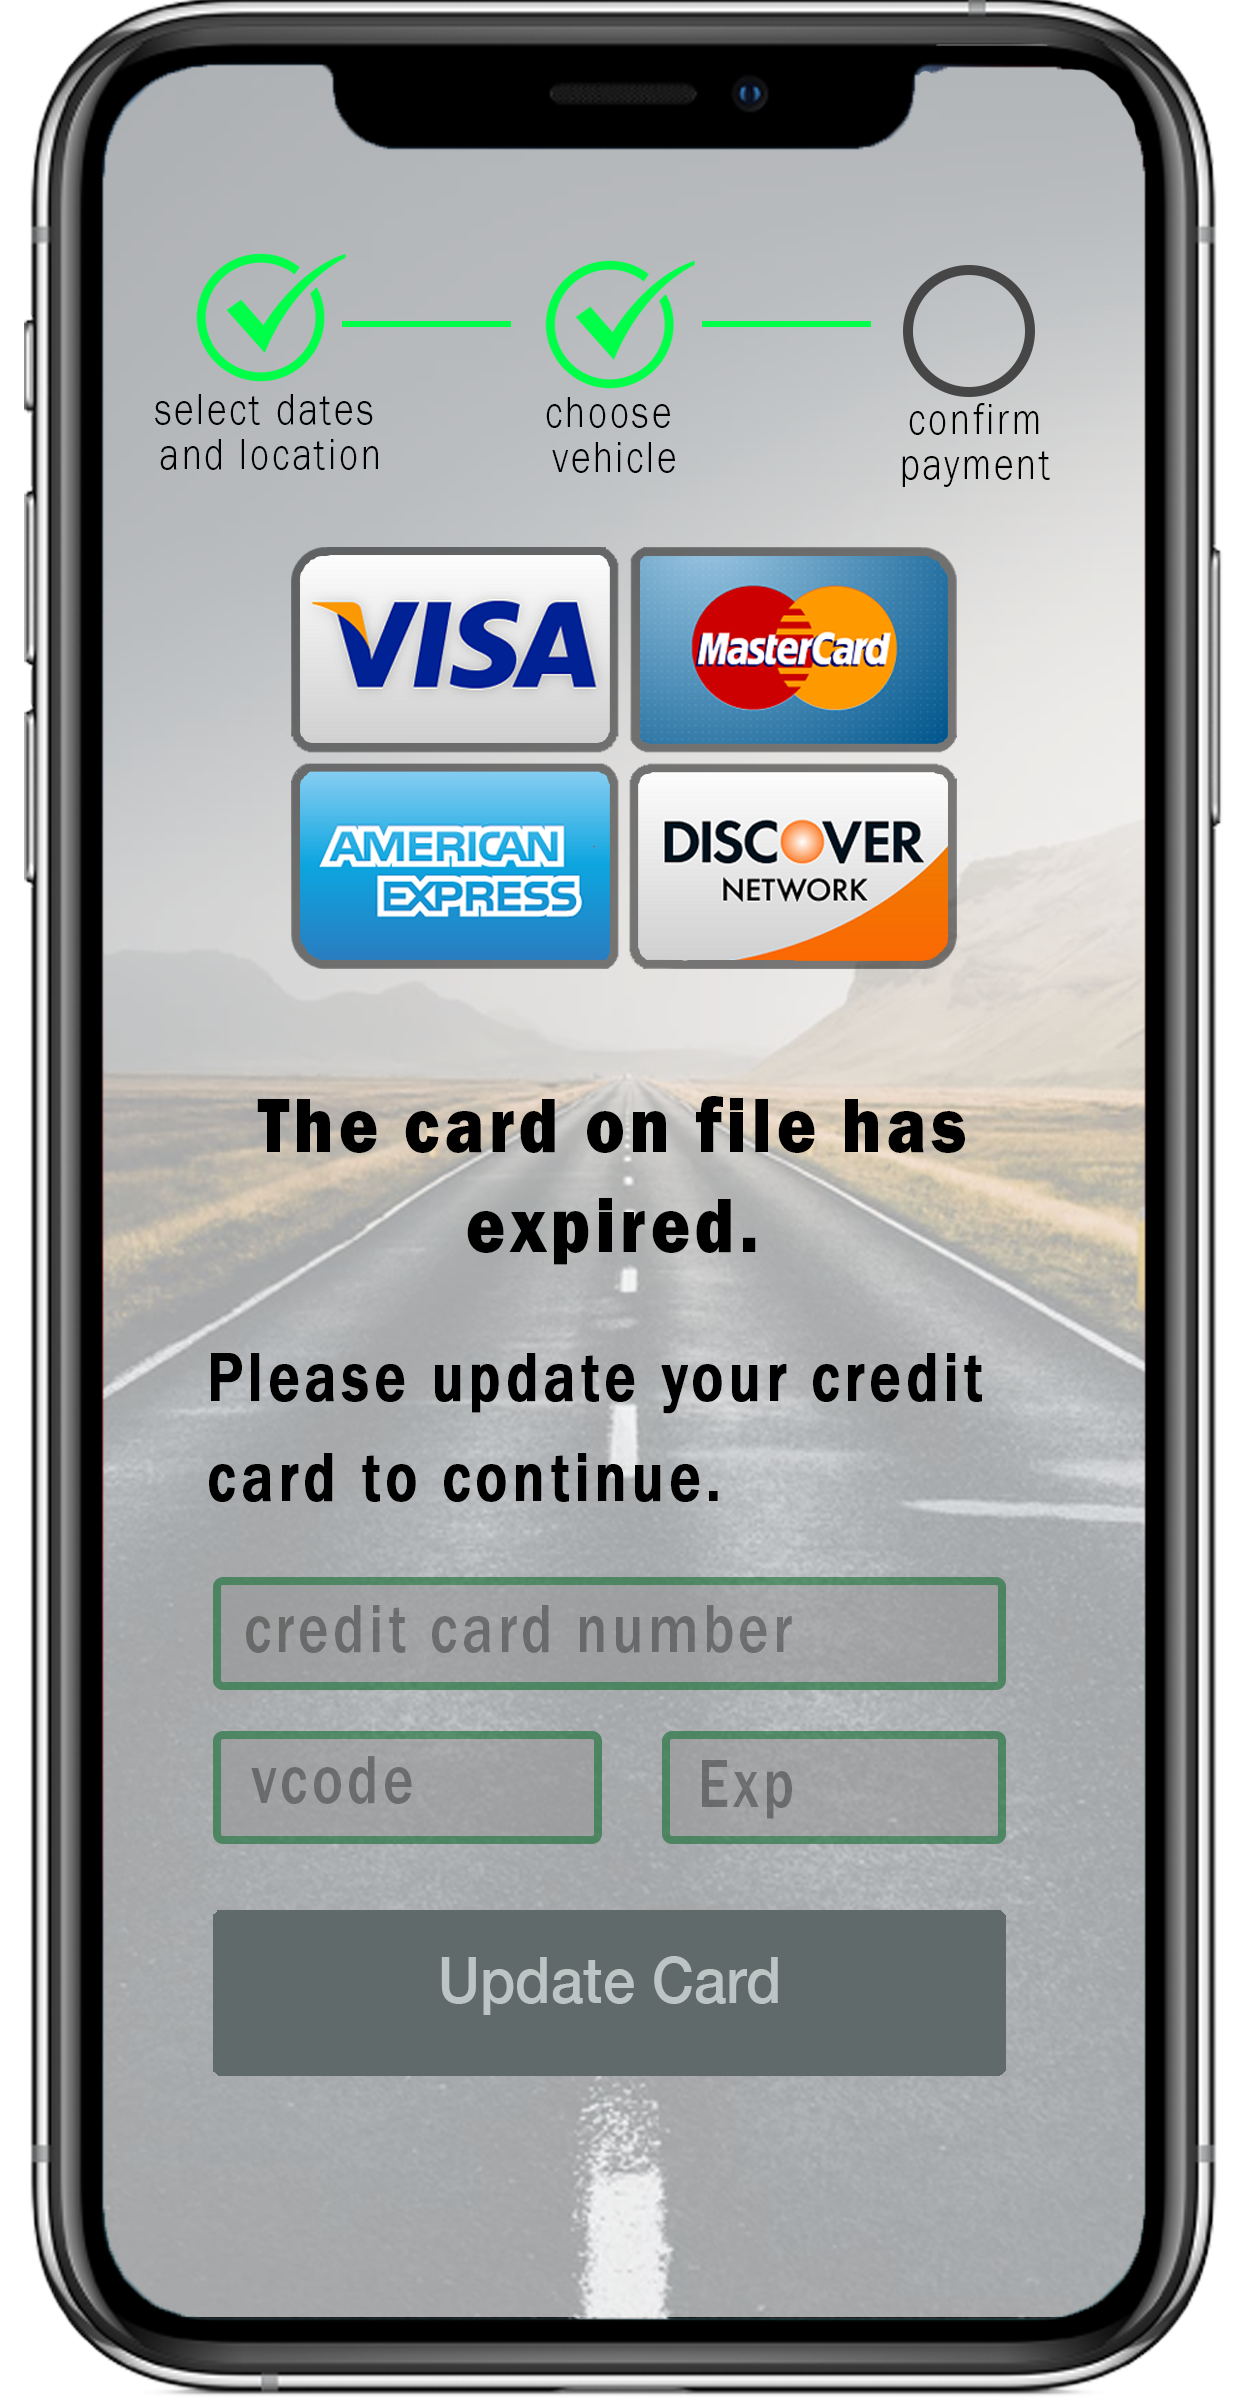 select dates
and location
choose
vehicle
confirm
payment
VISA
MasterCard
AMERICAN
EXPRESS
DISCOVER
NETWORK
The card on file has
expired.
Please update your credit
card to continue.
credit card number
vcode
Exp
Update Card